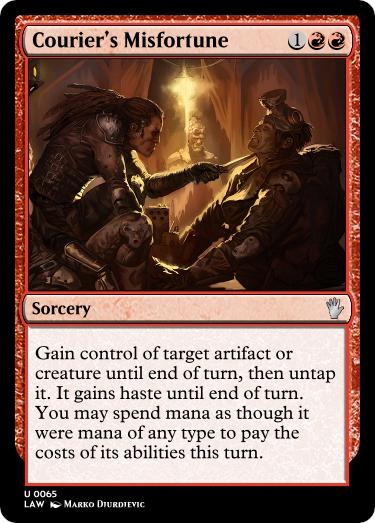 Courier's Misfortune 1
Sorcery
Gain control of target artifact or
creature until end of turn, then untap
it. It gains haste until end of turn.
You may spend mana as though it
were mana of any type to pay the
costs of its abilities this turn.
U 0065
LAW Marko Djurdjevic